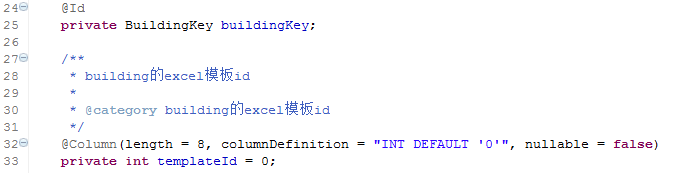 24 @Id
25 private BuildingKey buildingKey;
26
27 /**
28 * building的excel模板id
29 *
30 * @category building的excel模板id
31 */
32 @Column(length = 8, columnDefinition = "INT DEFAULT '0'", nullable = false)
33 private int templateId = 0;